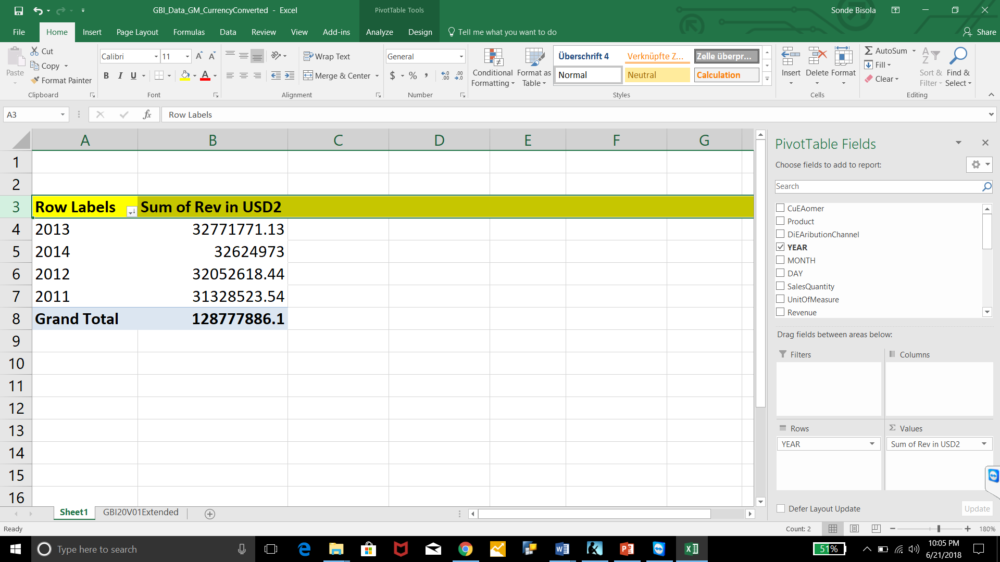 GBI_Data_GM_CurrencyConverted - Excel
PivotTable Tools
Sonde Bisola
File Home Insert Page Layout Formulas Data Review View Add-ins Analyze Design Tell me what you want to do Share
Paste
Cut
Copy
Format Painter
Clipboard
Calibri 11
B I U A
Font
Wrap Text
Merge & Center
Alignment
General
$ % ,
Number
Conditional Formatting
Format as Table
Überschrift 4 Verknüpfte Z... Zelle überpr...
Normal Neutral Calculation
Styles
Insert Delete Format
Cells
AutoSum
Fill
Clear
Sort & Filter
Find & Select
Editing
A3 fx Row Labels
A B C D E F G
1
2
3 Row Labels Sum of Rev in USD2
4 2013 32771771.13
5 2014 32624973
6 2012 32052618.44
7 2011 31328523.54
8 Grand Total 128777886.1
9
10
11
12
13
14
15
16
PivotTable Fields
Choose fields to add to report:
Search
CuEAomer
Product
DiEAributionChannel
YEAR
MONTH
DAY
SalesQuantity
UnitOfMeasure
Revenue
Drag fields between areas below:
Filters Columns
Rows Values
YEAR Sum of Rev in USD2
Defer Layout Update Update
Sheet1 GBI20V01Extended
Ready Count: 2 180%
Type here to search
51%
10:05 PM
6/21/2018